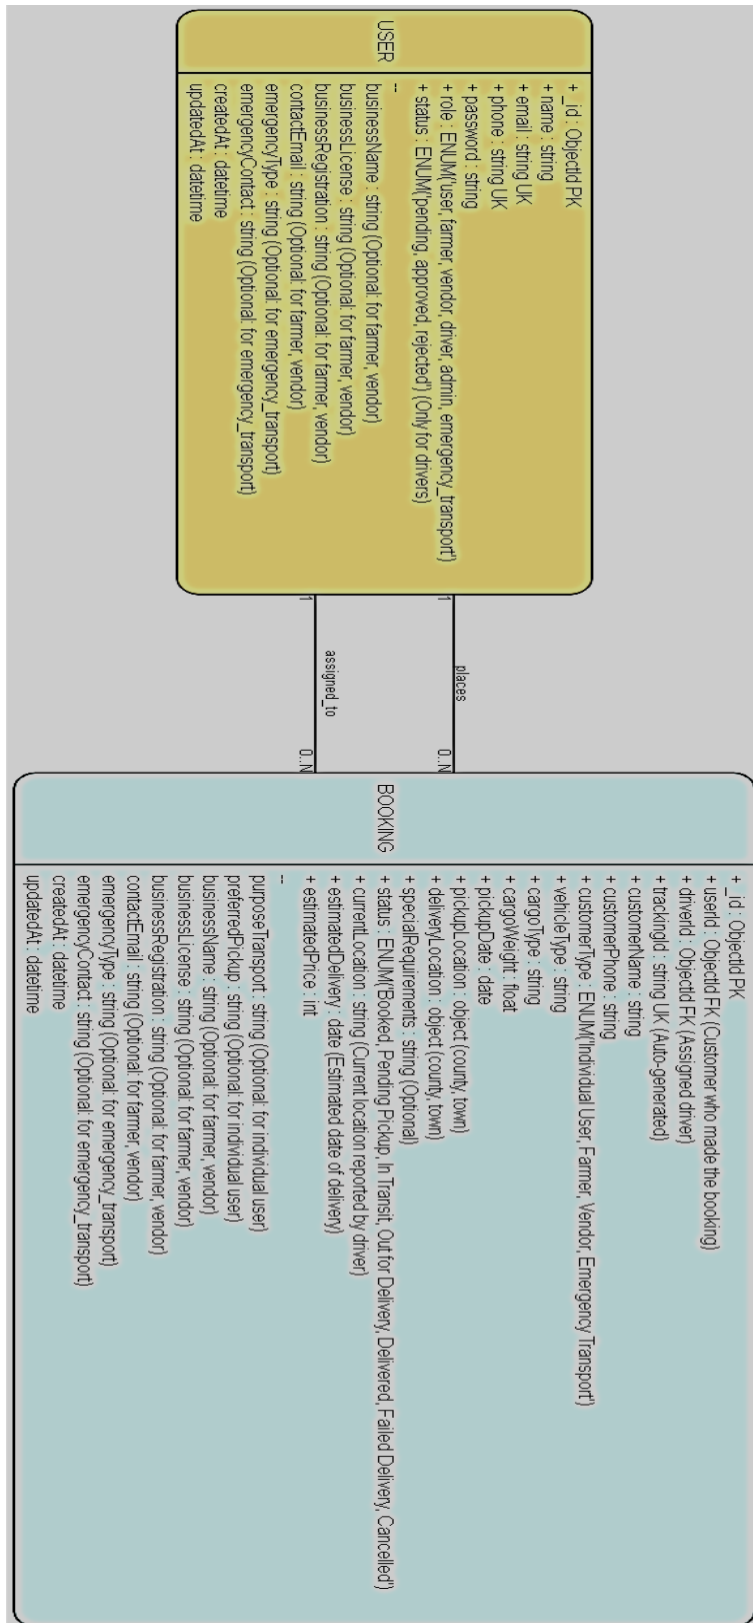 USER
+ _id : ObjectId PK
+ name : string
+ email : string UK
+ phone : string UK
+ password : string
+ role : ENUM('user, farmer, vendor, driver, admin, emergency_transport")
+ status : ENUM('pending, approved, rejected") (Only for drivers)
--
businessName : string (Optional: for farmer, vendor)
businessLicense : string (Optional: for farmer, vendor)
businessRegistration : string (Optional: for farmer, vendor)
contactEmail : string (Optional: for farmer, vendor)
emergencyType : string (Optional: for emergency_transport)
emergencyContact : string (Optional: for emergency_transport)
createdAt : datetime
updatedAt : datetime
1
places
0..N
1
assigned_to
0..N
BOOKING
+ _id : ObjectId PK
+ userId : ObjectId FK (Customer who made the booking)
+ driverId : ObjectId FK (Assigned driver)
+ trackingId : string UK (Auto-generated)
+ customerName : string
+ customerPhone : string
+ customerType : ENUM('Individual User, Farmer, Vendor, Emergency Transport")
+ vehicleType : string
+ cargoType : string
+ cargoWeight : float
+ pickupDate : date
+ pickupLocation : object (county, town)
+ deliveryLocation : object (county, town)
+ specialRequirements : string (Optional)
+ status : ENUM('Booked, Pending Pickup, In Transit, Out for Delivery, Delivered, Failed Delivery, Cancelled")
+ currentLocation : string (Current location reported by driver)
+ estimatedDelivery : date (Estimated date of delivery)
+ estimatedPrice : int
--
purposeTransport : string (Optional: for individual user)
preferredPickup : string (Optional: for individual user)
businessName : string (Optional: for farmer, vendor)
businessLicense : string (Optional: for farmer, vendor)
businessRegistration : string (Optional: for farmer, vendor)
contactEmail : string (Optional: for farmer, vendor)
emergencyType : string (Optional: for emergency_transport)
emergencyContact : string (Optional: for emergency_transport)
createdAt : datetime
updatedAt : datetime